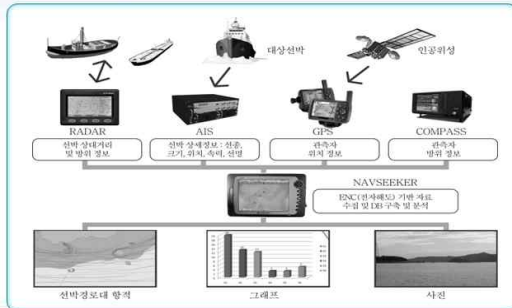 대상선박
인공위성
RADAR
AIS
GPS
COMPASS
선박 상대거리
및 방위 정보
선박 상세정보 : 선종,
크기, 위치, 속력, 선명
관측자
위치 정보
관측자
방위 정보
NAVSEEKER
ENC(전자해도) 기반 자료
수집 및 DB 구축 및 분석
선박경로대 항적
그래프
사진